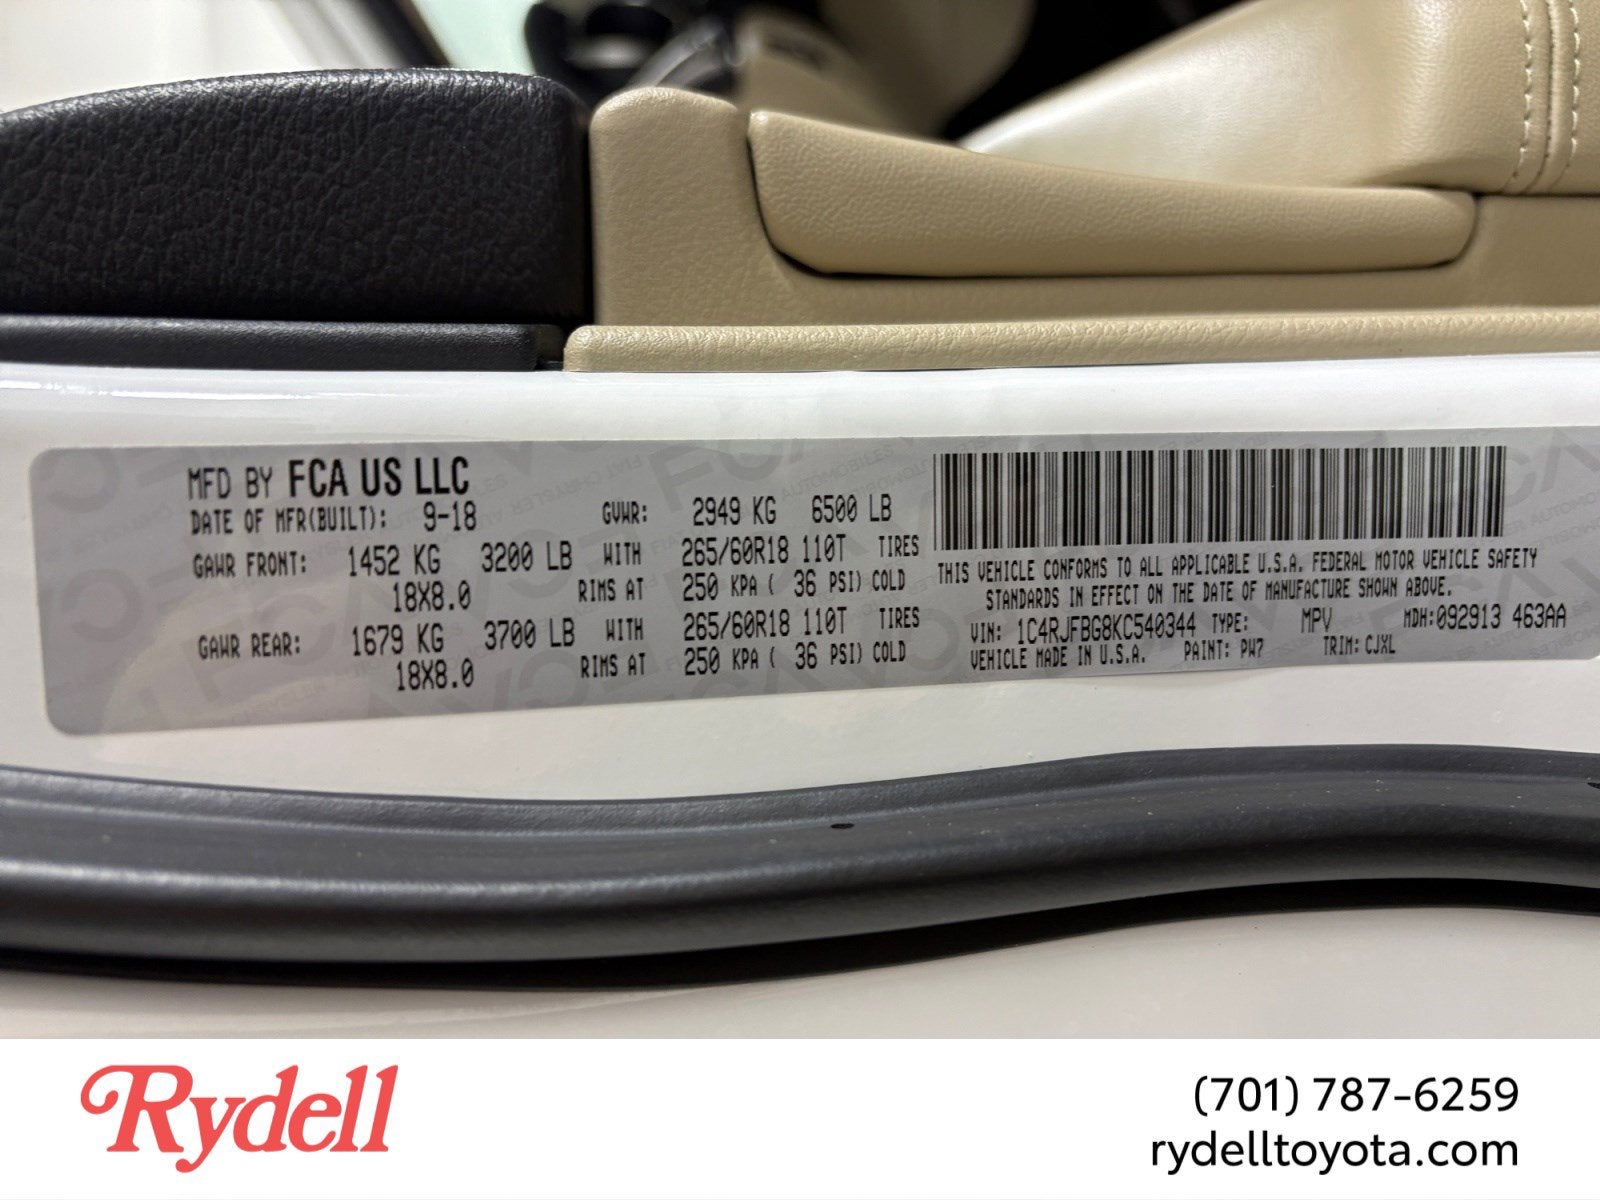 MFD BY FCA US LLC
DATE OF MFR(BUILT): 9-18 GVWR: 2949 KG 6500 LB
GAWR FRONT: 1452 KG 3200 LB WITH 265/60R18 110T TIRES
18X8.0 RIMS AT 250 KPA ( 36 PSI) COLD
GAWR REAR: 1679 KG 3700 LB WITH 265/60R18 110T TIRES
18X8.0 RIMS AT 250 KPA ( 36 PSI) COLD
THIS VEHICLE CONFORMS TO ALL APPLICABLE U.S.A. FEDERAL MOTOR VEHICLE SAFETY
STANDARDS IN EFFECT ON THE DATE OF MANUFACTURE SHOWN ABOVE.
VIN: 1C4RJFBG8KC540344 TYPE: MPV MDH:092913 463AA
VEHICLE MADE IN U.S.A. PAINT: PW7 TRIM: CJXL
Rydell
(701) 787-6259
rydelltoyota.com